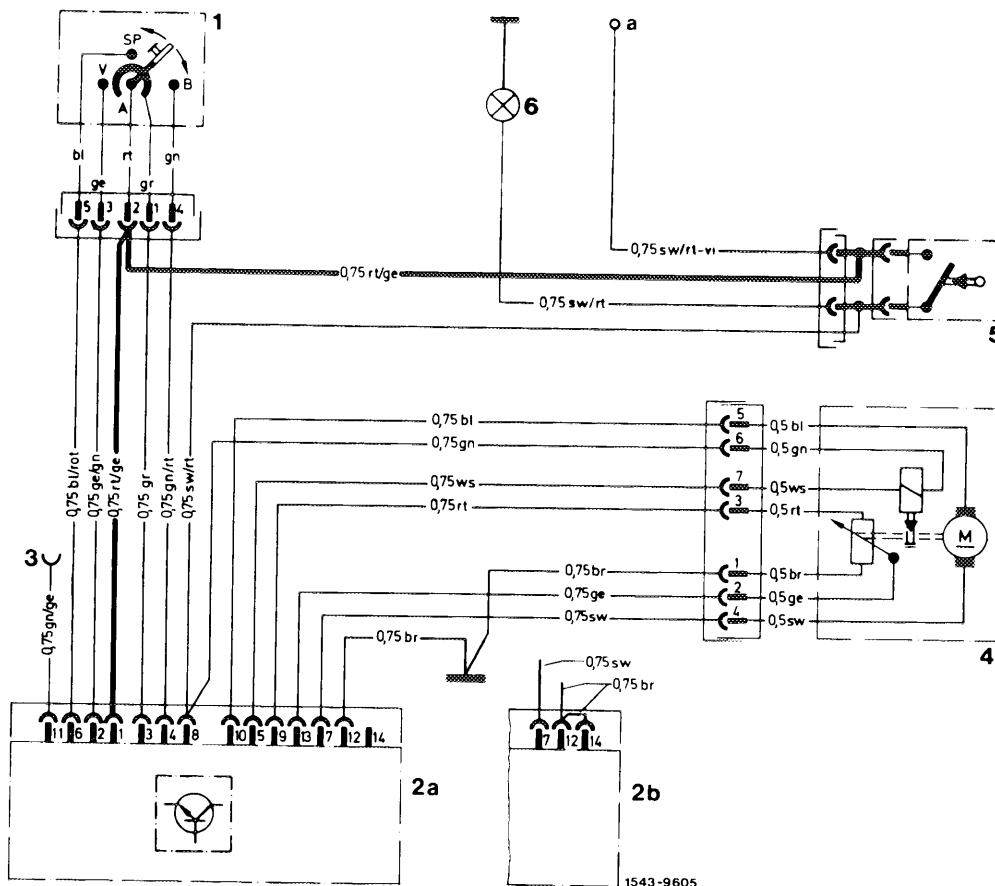 1
SP
V
B
A
bl
rt
gn
ge
gr
5 3 2 1 4
6
a
0,75 sw/rt-vi
0,75 rt/ge
0,75 sw/rt
5
0,75 bl/rot
0,75 ge/gn
0,75 rt/ge
0,75 gr
0,75 gn/rt
0,75 sw/rt
0,75 bl
5
0,5 bl
0,75 gn
6
0,5 gn
0,75 ws
7
0,5 ws
0,75 rt
3
0,5 rt
M
0,75 br
1
0,5 br
0,75 ge
2
0,5 ge
0,75 sw
4
0,5 sw
4
3
0,75 gn/ge
0,75 br
0,75 sw
0,75 br
11 6 2 1 3 4 8 10 5 9 13 7 12 14
2a
7 12 14
2b
1543-9605